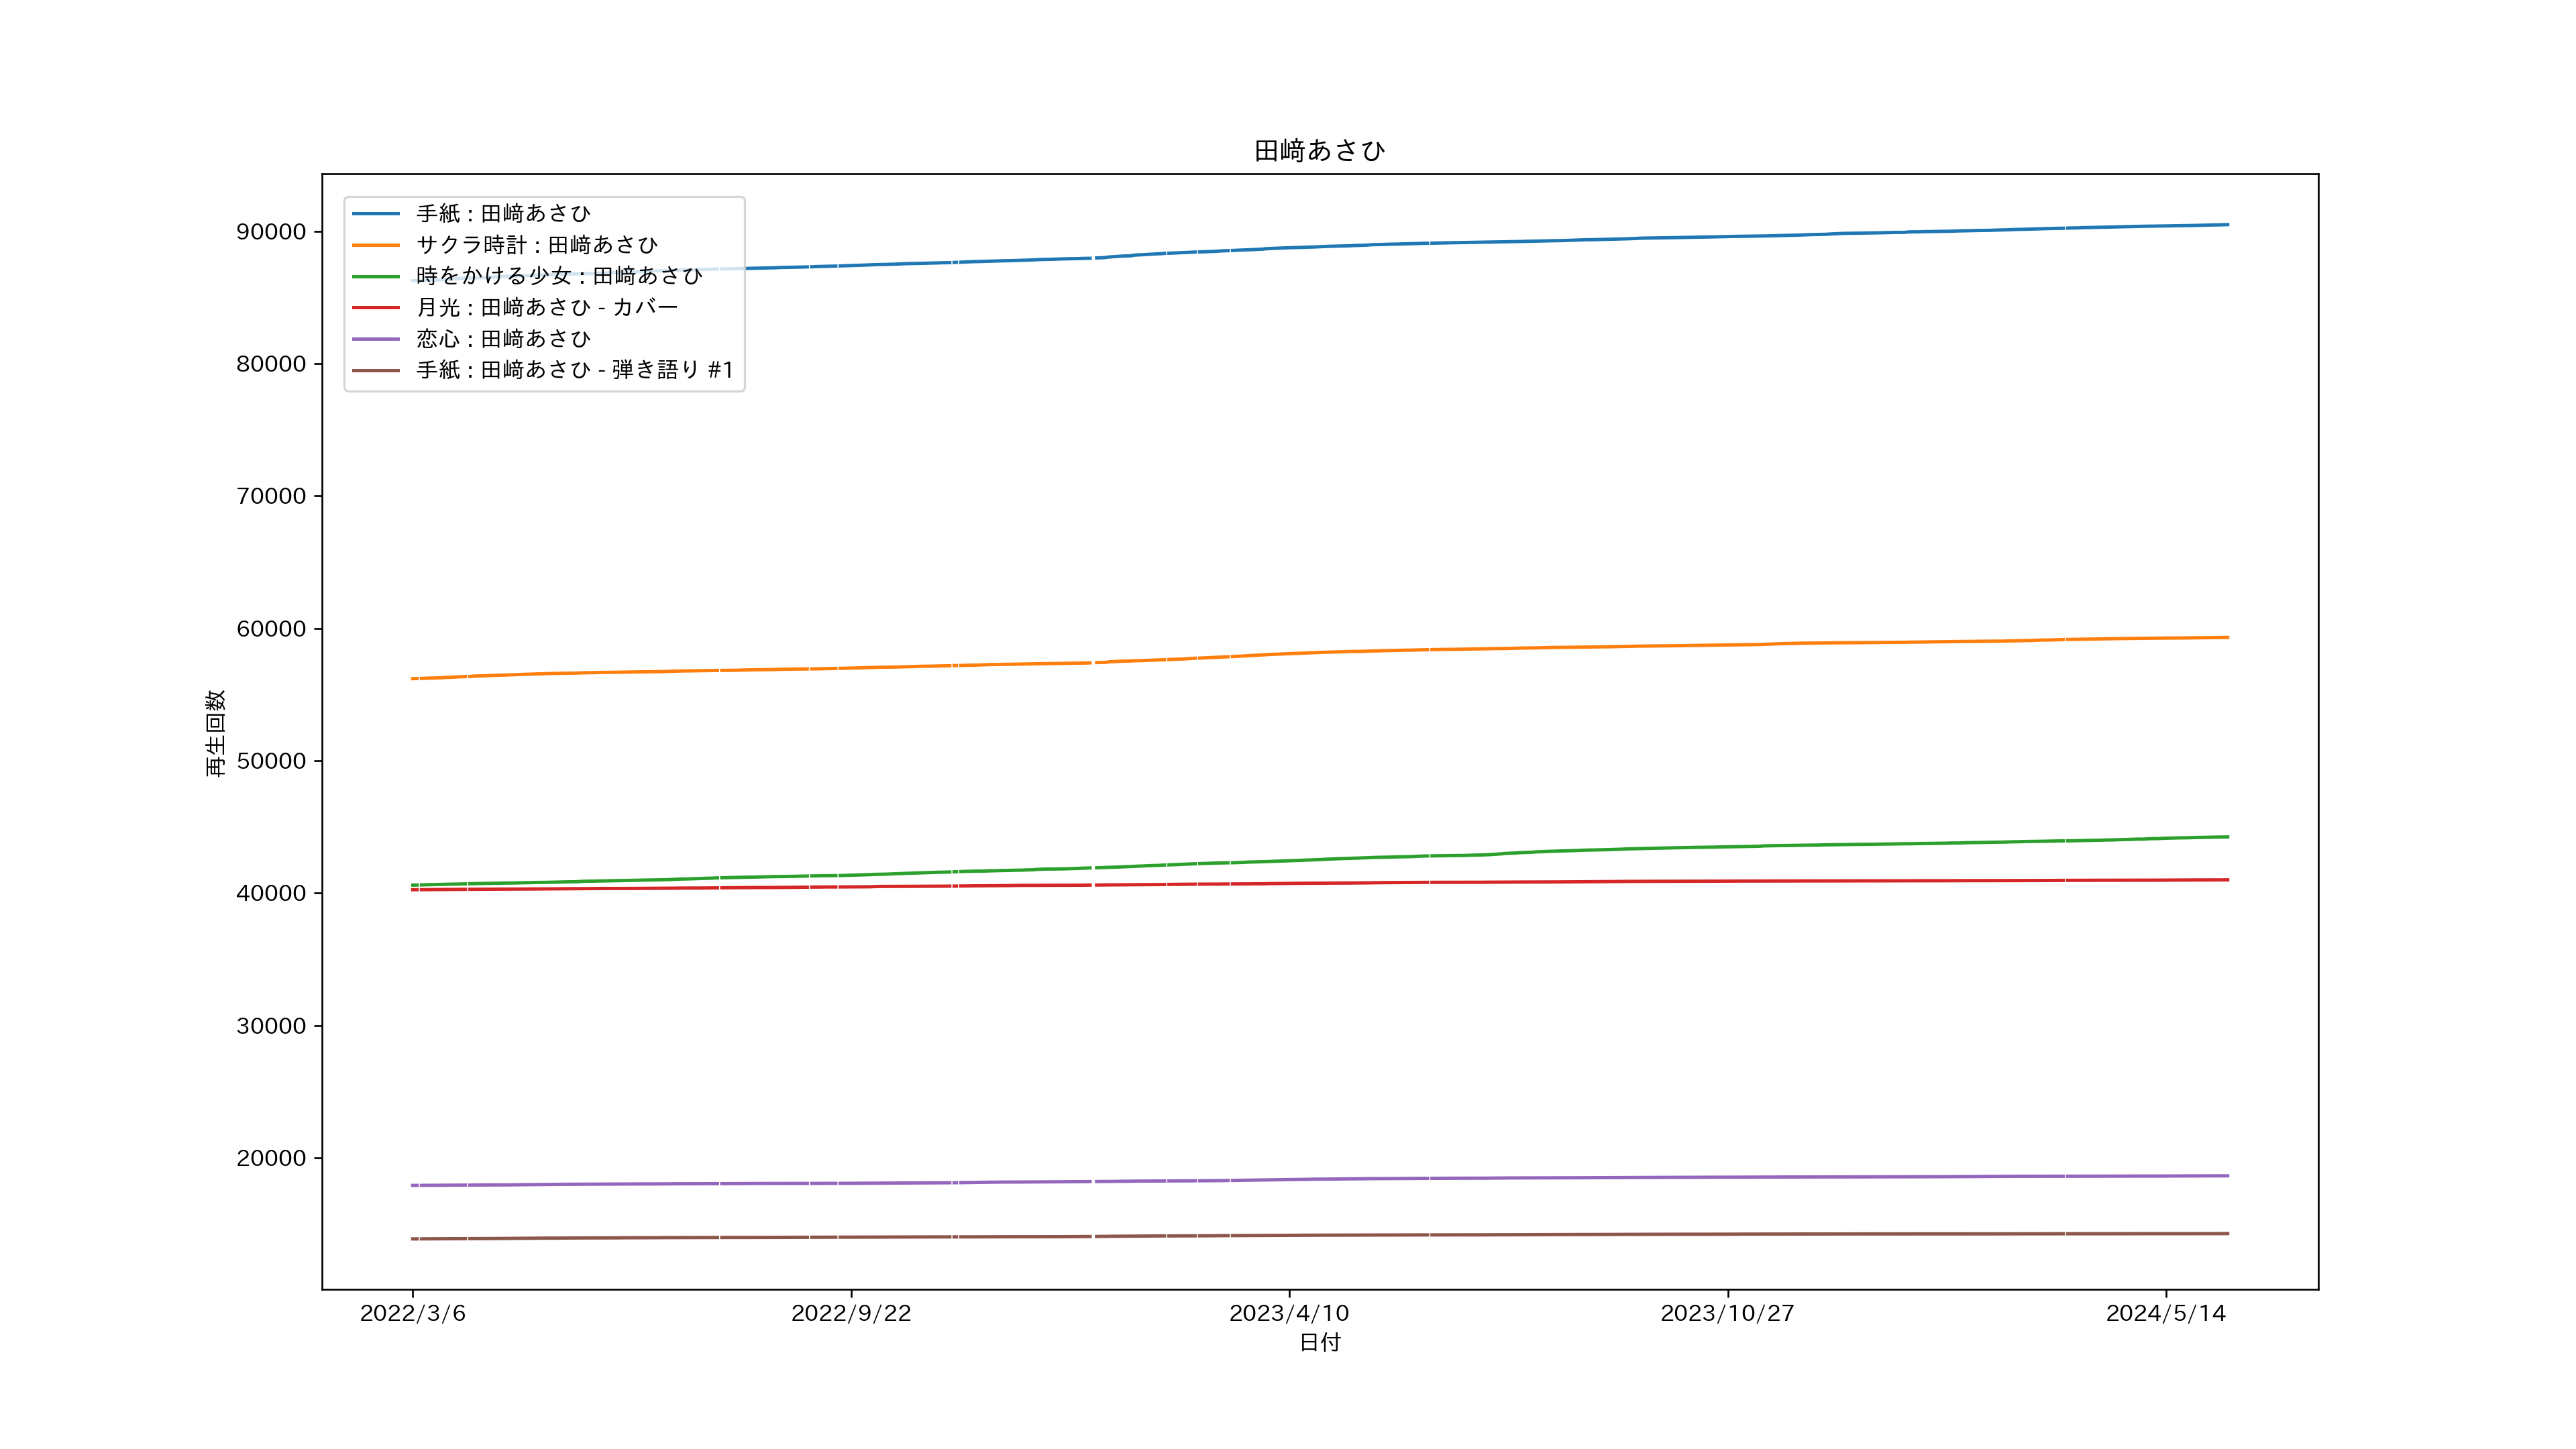 田﨑あさひ
手紙 : 田﨑あさひ
サクラ時計 : 田﨑あさひ
時をかける少女 : 田﨑あさひ
月光 : 田﨑あさひ - カバー
恋心 : 田﨑あさひ
手紙 : 田﨑あさひ - 弾き語り #1
再生回数
90000
80000
70000
60000
50000
40000
30000
20000
2022/3/6
2022/9/22
2023/4/10
2023/10/27
2024/5/14
日付